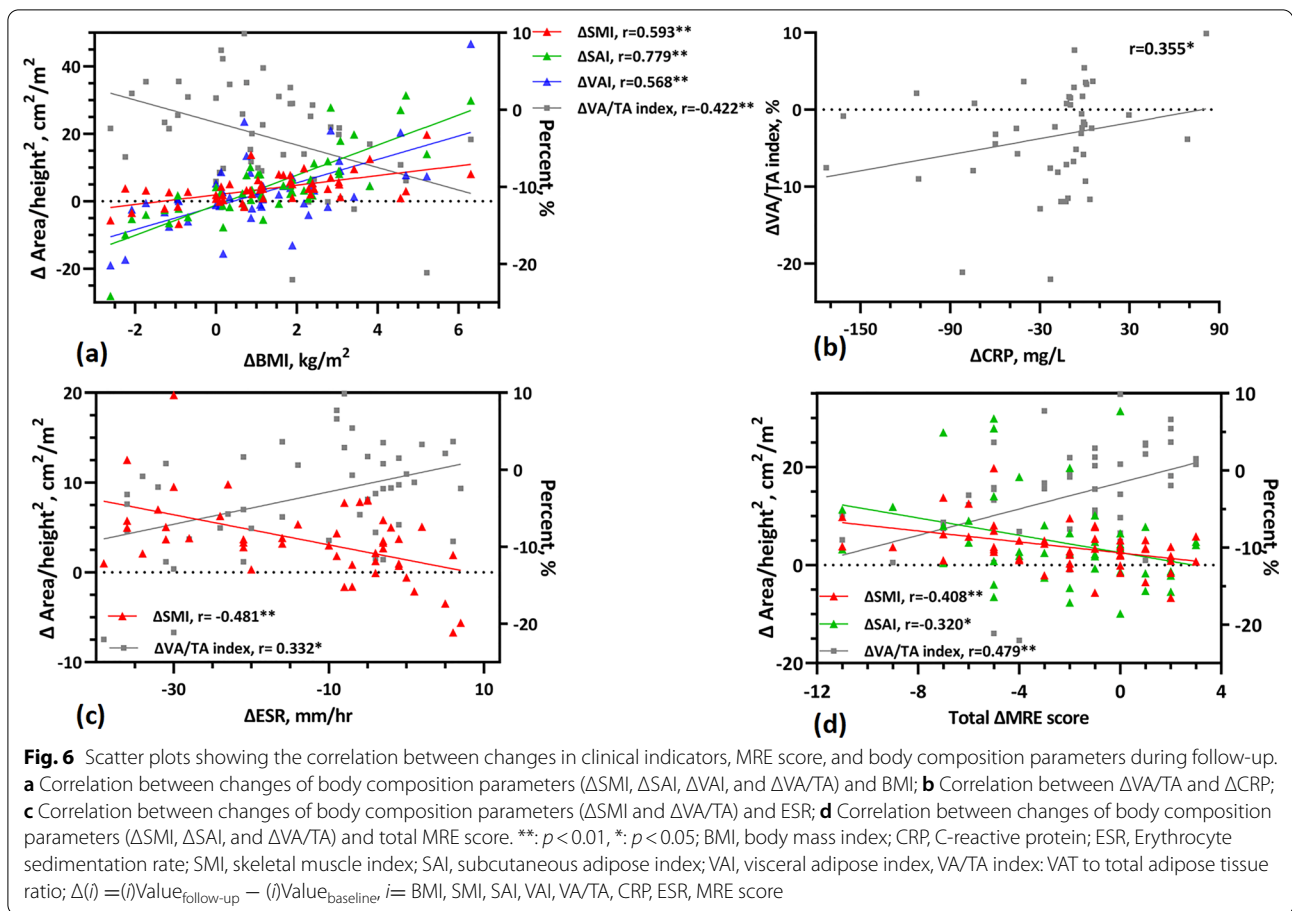 ΔSMI, r=0.593**
ΔSAI, r=0.779**
ΔVAI, r=0.568**
ΔVA/TA index, r=-0.422**
Δ Area/height², cm²/m²
40
20
0
-20
Percent, %
10
0
-10
-20
-2
0
2
4
6
(a)
ΔBMI, kg/m²
r=0.355*
ΔVA/TA index, %
10
0
-10
-20
-150
-90
-30
30
90
(b)
ΔCRP, mg/L
Δ Area/height², cm²/m²
20
15
10
5
0
-10
Percent, %
10
0
-10
-20
ΔSMI, r= -0.481**
ΔVA/TA index, r= 0.332*
-30
-10
10
(c)
ΔESR, mm/hr
Δ Area/height², cm²/m²
20
0
-20
Percent, %
10
0
-10
-20
ΔSMI, r=-0.408**
ΔSAI, r=-0.320*
ΔVA/TA index, r=0.479**
-12
-8
-4
0
4
(d)
Total ΔMRE score
Fig. 6 Scatter plots showing the correlation between changes in clinical indicators, MRE score, and body composition parameters during follow-up.
a Correlation between changes of body composition parameters (ΔSMI, ΔSAI, ΔVAI, and ΔVA/TA) and BMI; b Correlation between ΔVA/TA and ΔCRP;
c Correlation between changes of body composition parameters (ΔSMI and ΔVA/TA) and ESR; d Correlation between changes of body composition
parameters (ΔSMI, ΔSAI, and ΔVA/TA) and total MRE score. **: p < 0.01, *: p < 0.05; BMI, body mass index; CRP, C-reactive protein; ESR, Erythrocyte
sedimentation rate; SMI, skeletal muscle index; SAI, subcutaneous adipose index; VAI, visceral adipose index, VA/TA index: VAT to total adipose tissue
ratio; Δ(i) =(i)Value follow-up − (i)Value baseline, i= BMI, SMI, SAI, VAI, VA/TA, CRP, ESR, MRE score